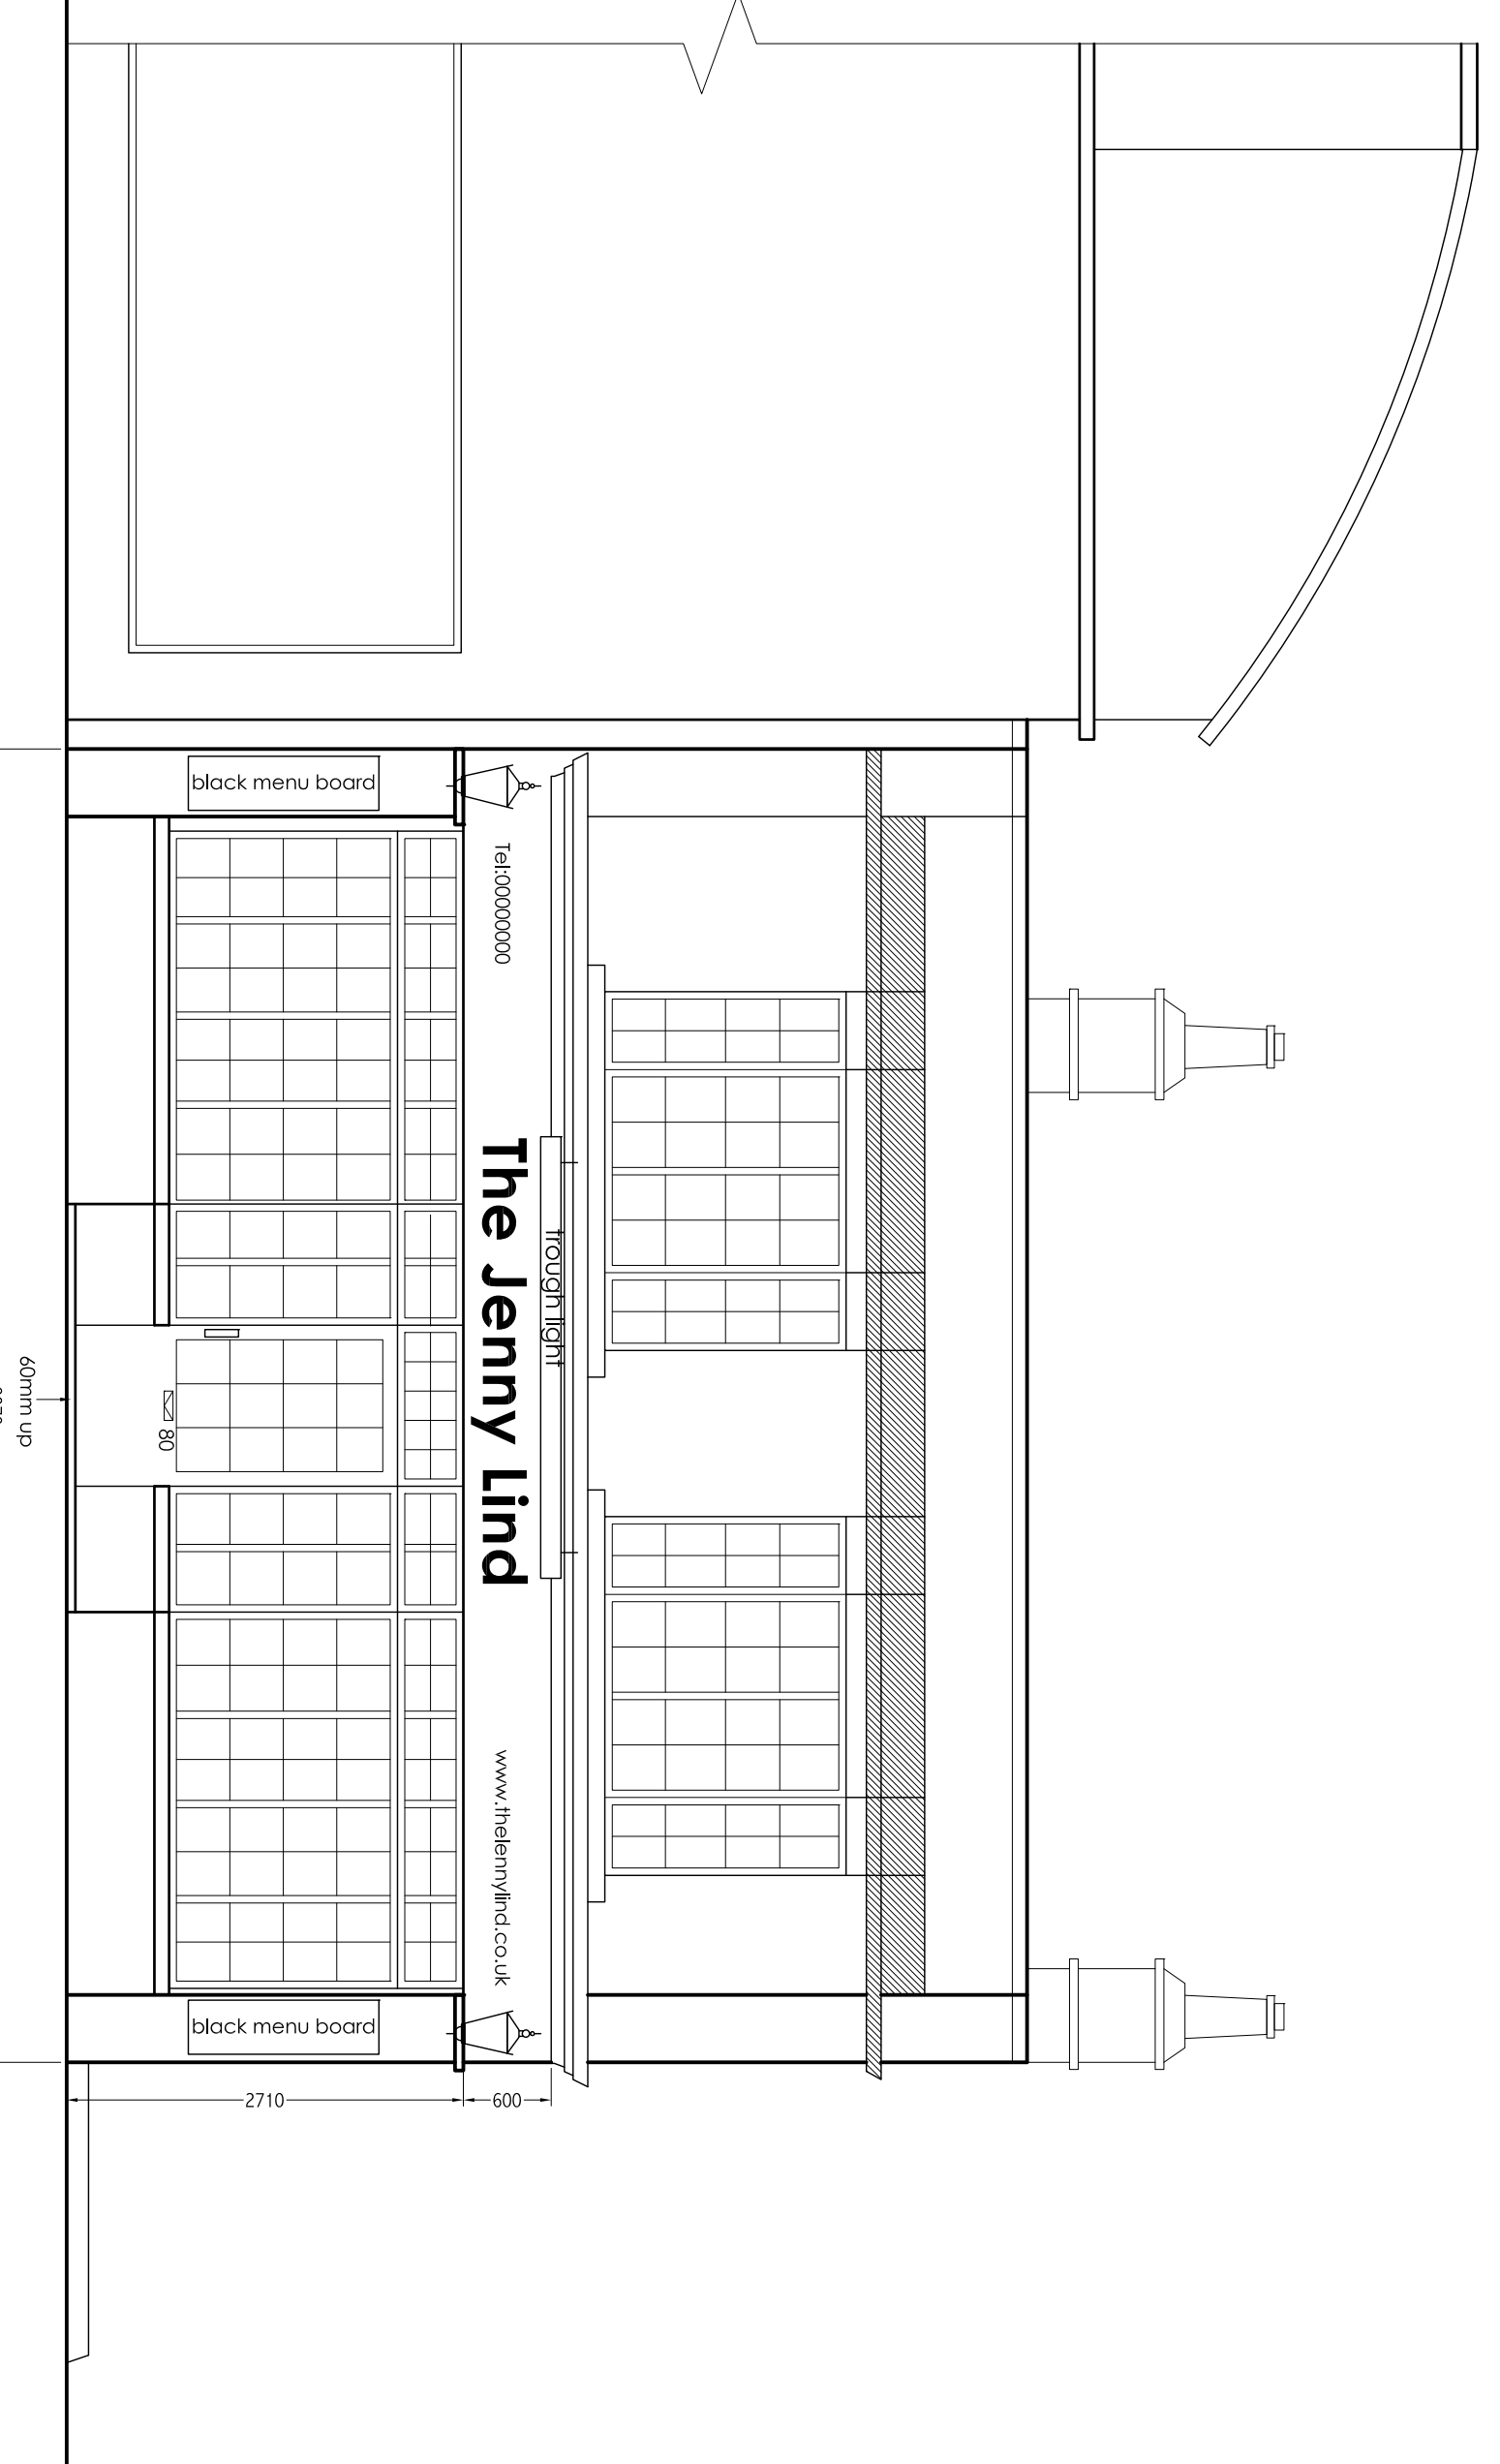 trough light
Tel:00000000
The Jenny Lind
www.thelennylind.co.uk
600
black menu board
black menu board
2710
80
60mm up